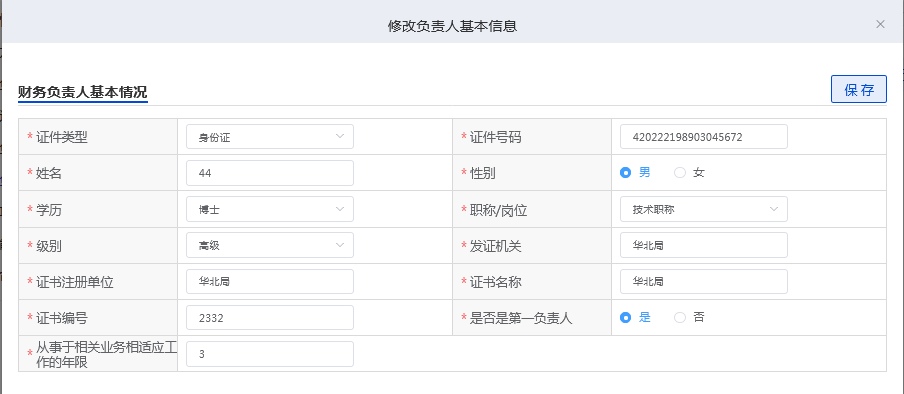 修改负责人基本信息
财务负责人基本情况
保 存
* 证件类型 身份证 * 证件号码 420222198903045672
* 姓名 44 * 性别 男 女
* 学历 博士 * 职称/岗位 技术职称
* 级别 高级 * 发证机关 华北局
* 证书注册单位 华北局 * 证书名称 华北局
* 证书编号 2332 * 是否是第一负责人 是 否
* 从事于相关业务相适应工
作的年限 3